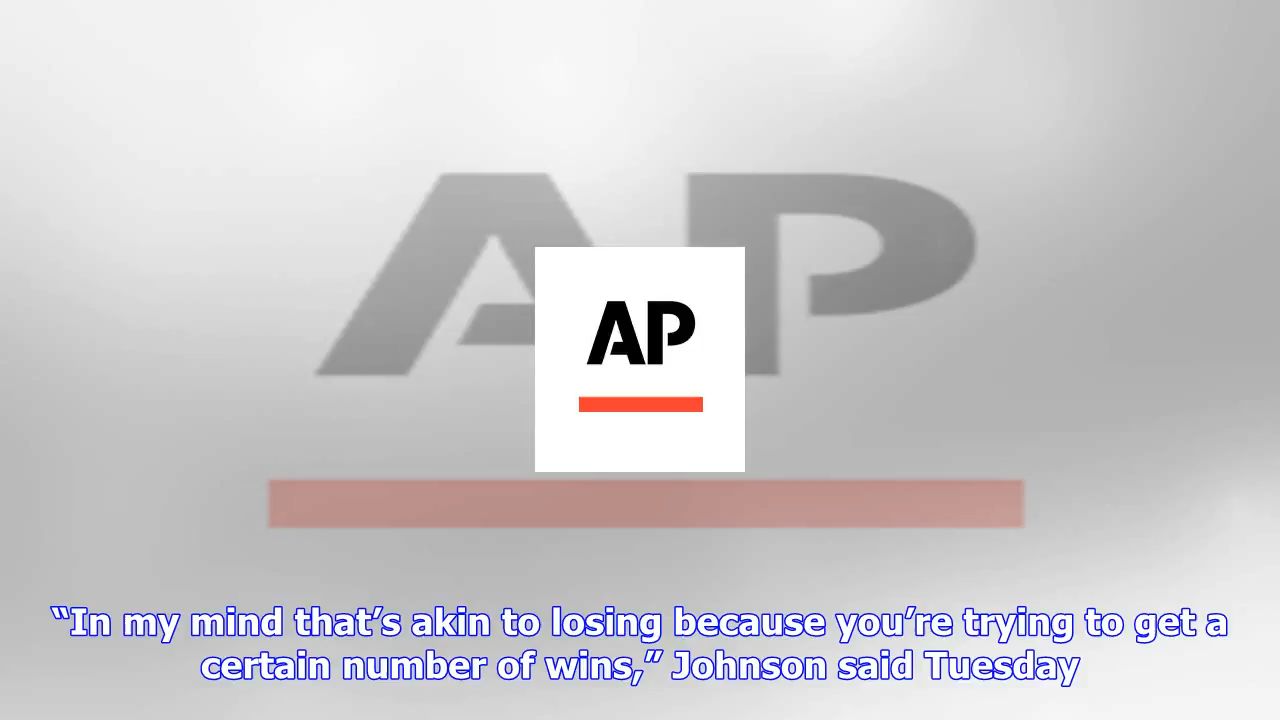 AP
AP
“In my mind that’s akin to losing because you’re trying to get a
certain number of wins,” Johnson said Tuesday